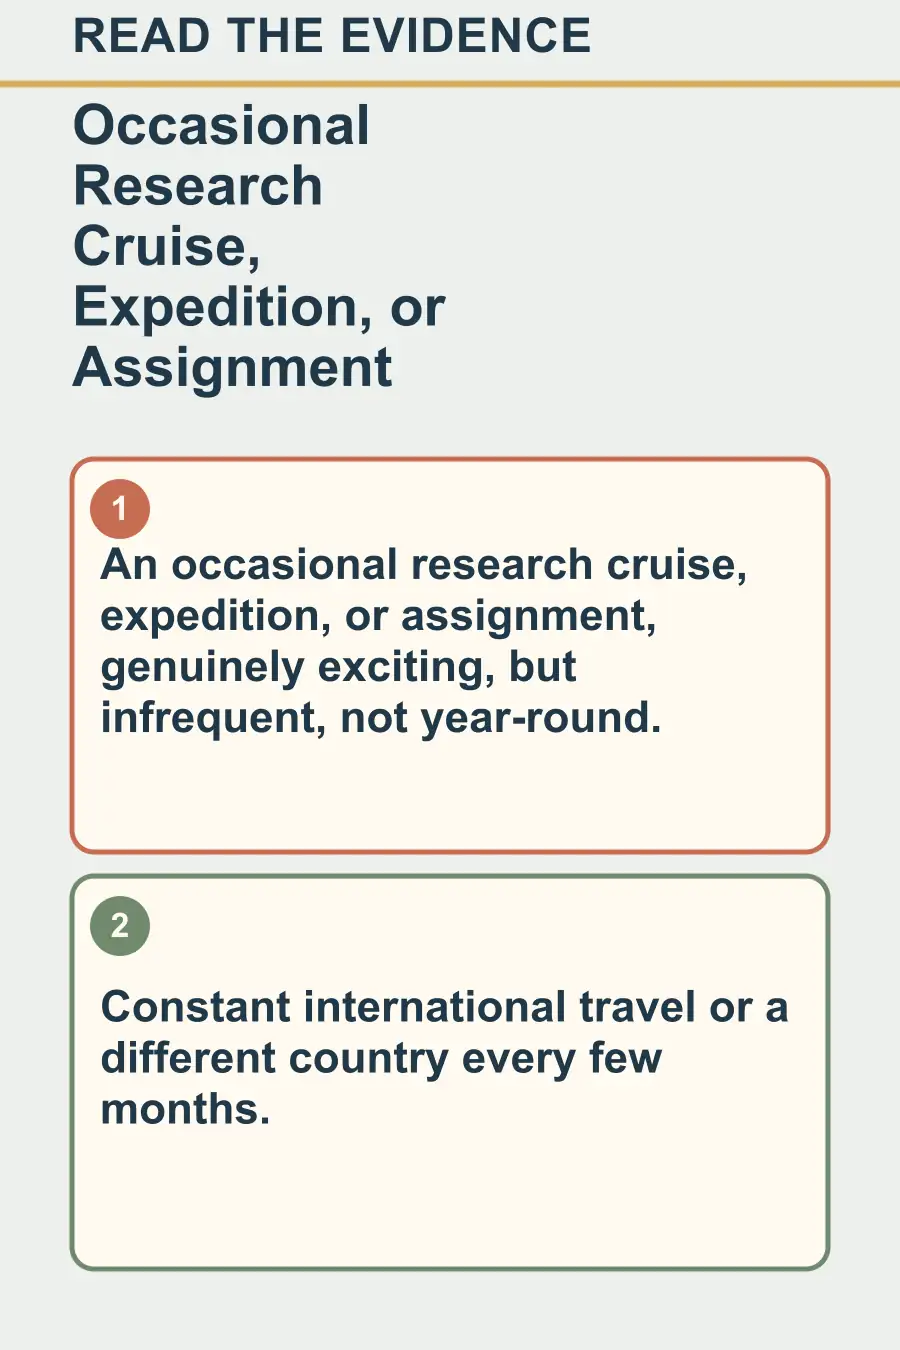 READ THE EVIDENCE
Occasional
Research
Cruise,
Expedition, or
Assignment
1
An occasional research cruise,
expedition, or assignment,
genuinely exciting, but
infrequent, not year-round.
2
Constant international travel or a
different country every few
months.